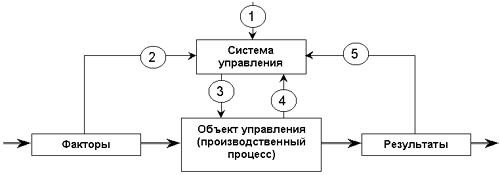 1
2
Система
управления
5
3
4
Факторы
Объект управления
(производственный
процесс)
Результаты